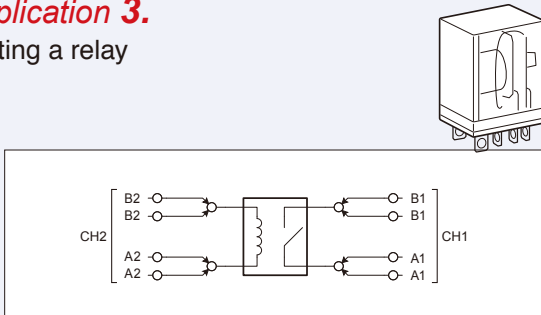 plication 3.
ting a relay
B2
B2
CH2
A2
A2
B1
B1
CH1
A1
A1